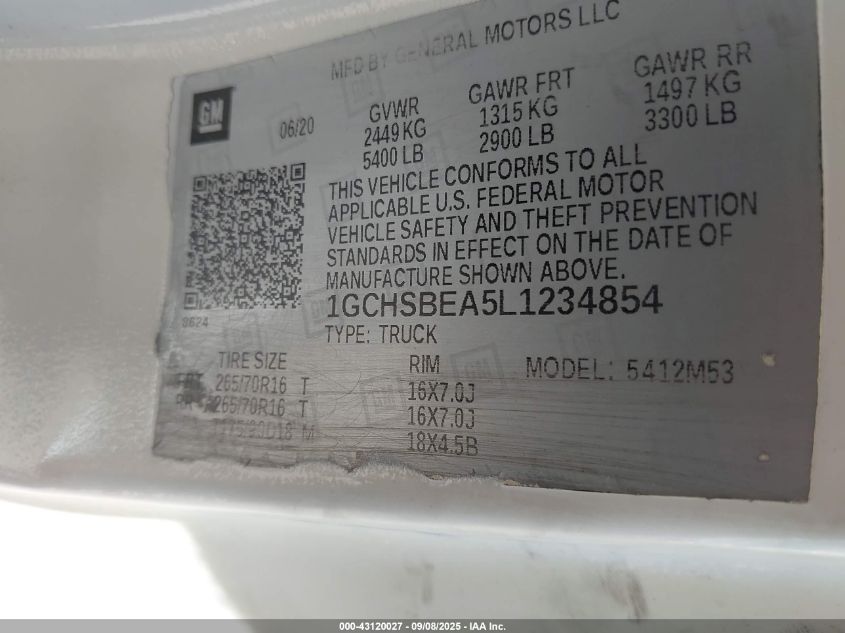 MFD BY GENERAL MOTORS LLC
GM
06/20
GVWR
2449 KG
5400 LB
GAWR FRT
1315 KG
2900 LB
GAWR RR
1497 KG
3300 LB
THIS VEHICLE CONFORMS TO ALL
APPLICABLE U.S. FEDERAL MOTOR
VEHICLE SAFETY AND THEFT PREVENTION
STANDARDS IN EFFECT ON THE DATE OF
MANUFACTURE SHOWN ABOVE.
1GCHSBEA5L1234854
8624
TYPE: TRUCK
TIRE SIZE RIM MODEL: 5412M53
FRT 265/70R16 T 16X7.0J
RR 265/70R16 T 16X7.0J
M 18X4.5B
000-43120027 - 09/08/2025 - IAA Inc.